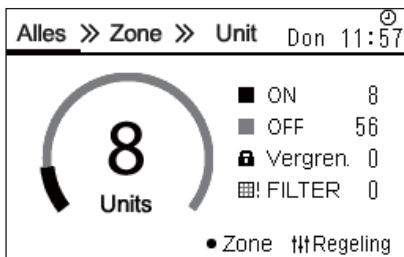 Alles >> Zone >> Unit Don 11:57
ON 8
OFF 56
Vergren. 0
! FILTER 0
8
Units
● Zone Regeling